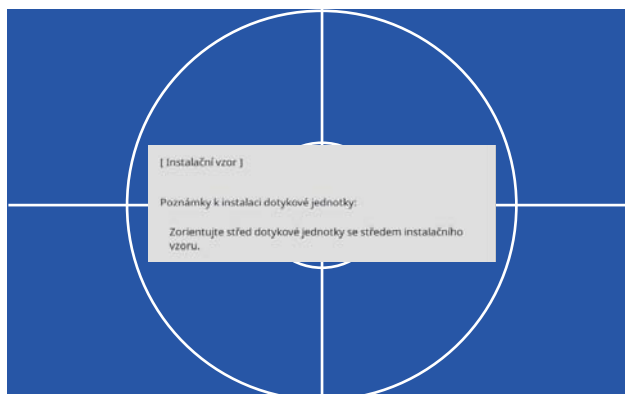 [ Instalační vzor ]
Poznámky k instalaci dotykové jednotky:
Zorientujte střed dotykové jednotky se středem instalačního
vzoru.